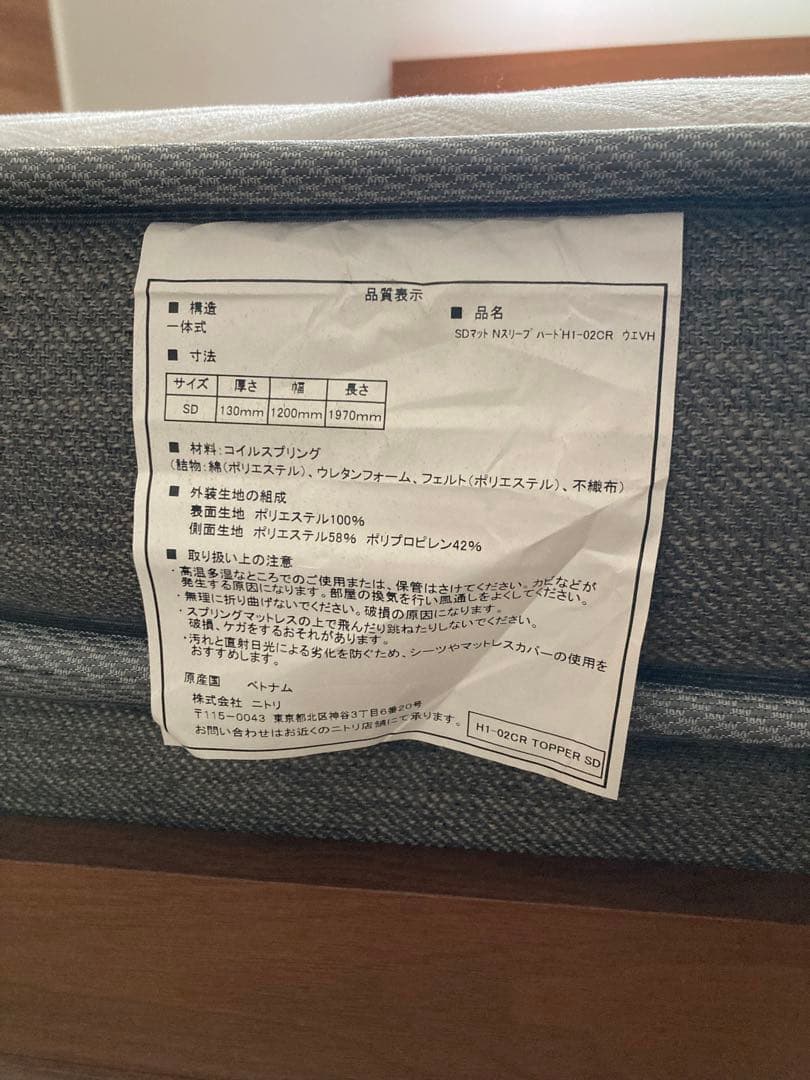 品質表示
■ 構造
一体式
■ 品名
SDマット Nスリープ ハードH1-02CR ウエVH
■ 寸法
サイズ 厚さ 幅 長さ
SD 130mm 1200mm 1970mm
■ 材料:コイルスプリング
(詰物:綿(ポリエステル)、ウレタンフォーム、フェルト(ポリエステル)、不織布)
■ 外装生地の組成
表面生地 ポリエステル100%
側面生地 ポリエステル58% ポリプロピレン42%
■ 取り扱い上の注意
・高温多湿なところでのご使用または、保管はさけてください。カビなどが
発生する原因になります。部屋の換気を行い風通しをよくしてください。
・無理に折り曲げないでください。破損の原因になります。
・スプリングマットレスの上で飛んだり跳ねたりしないでください。
破損、ケガをするおそれがあります。
・汚れと直射日光による劣化を防ぐため、シーツやマットレスカバーの使用を
おすすめします。
原産国 ベトナム
株式会社 ニトリ
〒115-0043 東京都北区神谷3丁目6番20号
お問い合わせはお近くのニトリ店舗にて承ります。
H1-02CR TOPPER SD